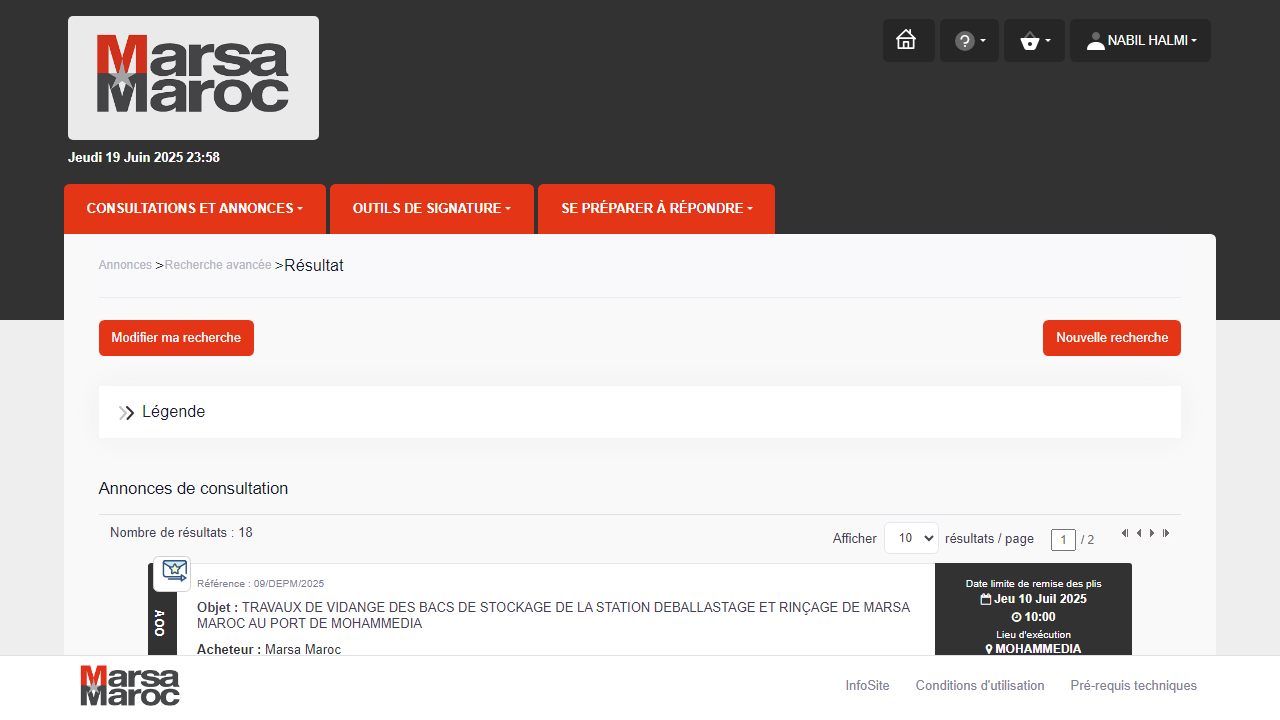 Marsa
Maroc
NABIL HALMI
Jeudi 19 Juin 2025 23:58
CONSULTATIONS ET ANNONCES
OUTILS DE SIGNATURE
SE PRÉPARER À RÉPONDRE
Annonces >Recherche avancée >Résultat
Modifier ma recherche
Nouvelle recherche
Légende
Annonces de consultation
Nombre de résultats : 18
Afficher 10 résultats / page 1 / 2
AOO
Référence : 09/DEPM/2025
Objet : TRAVAUX DE VIDANGE DES BACS DE STOCKAGE DE LA STATION DEBALLASTAGE ET RINÇAGE DE MARSA
MAROC AU PORT DE MOHAMMEDIA
Acheteur : Marsa Maroc
Date limite de remise des plis
Jeu 10 Juil 2025
10:00
Lieu d'exécution
MOHAMMEDIA
Marsa
Maroc
InfoSite
Conditions d'utilisation
Pré-requis techniques